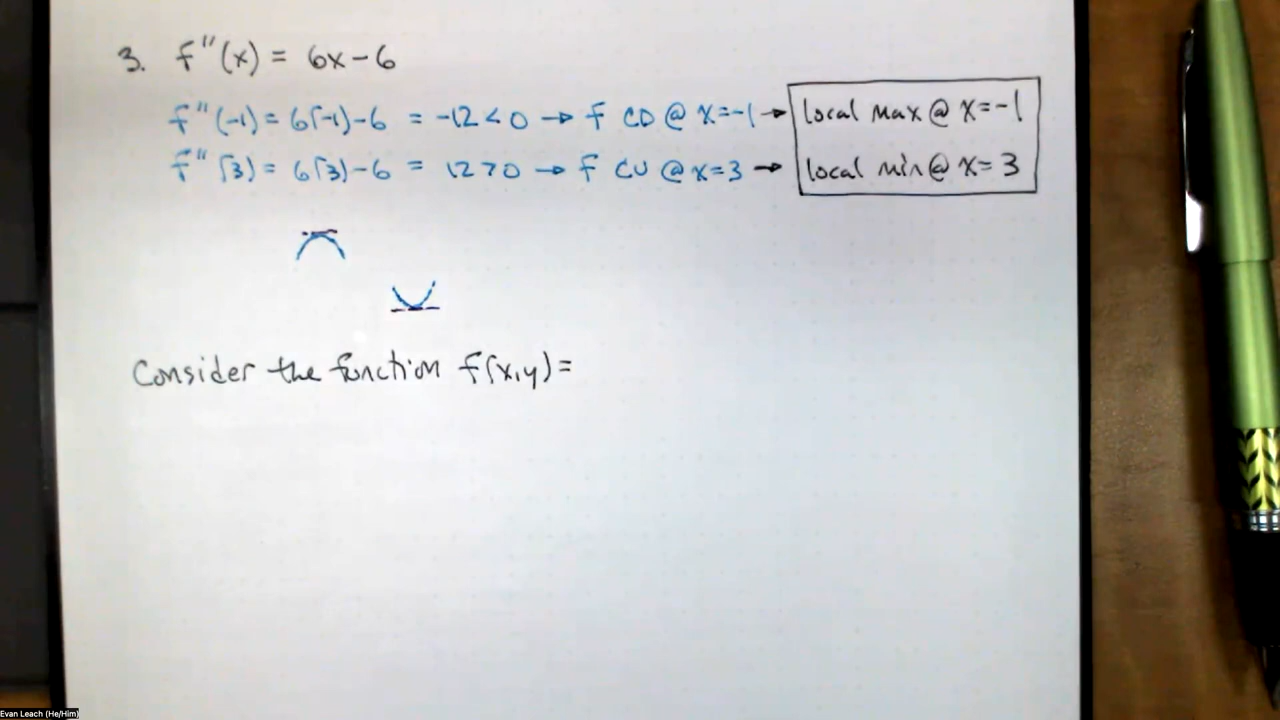 3. f''(x) = 6x-6
f''(-1) = 6(-1)-6 = -12<0 → f CD @ x=-1 → local max @ x=-1
f''(3) = 6(3)-6 = 12>0 → f CU @ x=3 → local min @ x=3
Consider the function f(x,y)=
Evan Leach (He/Him)